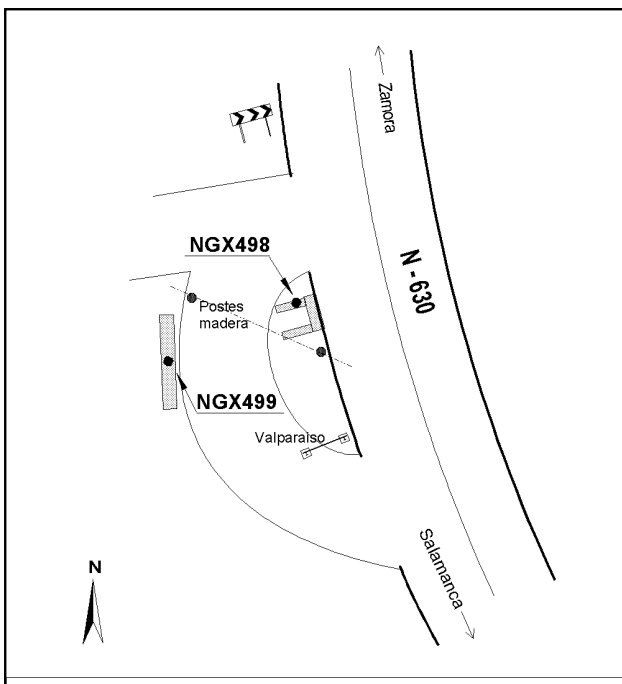 Zamora
N - 630
NGX498
Postes
madera
NGX499
Valparaiso
Salamanca
N